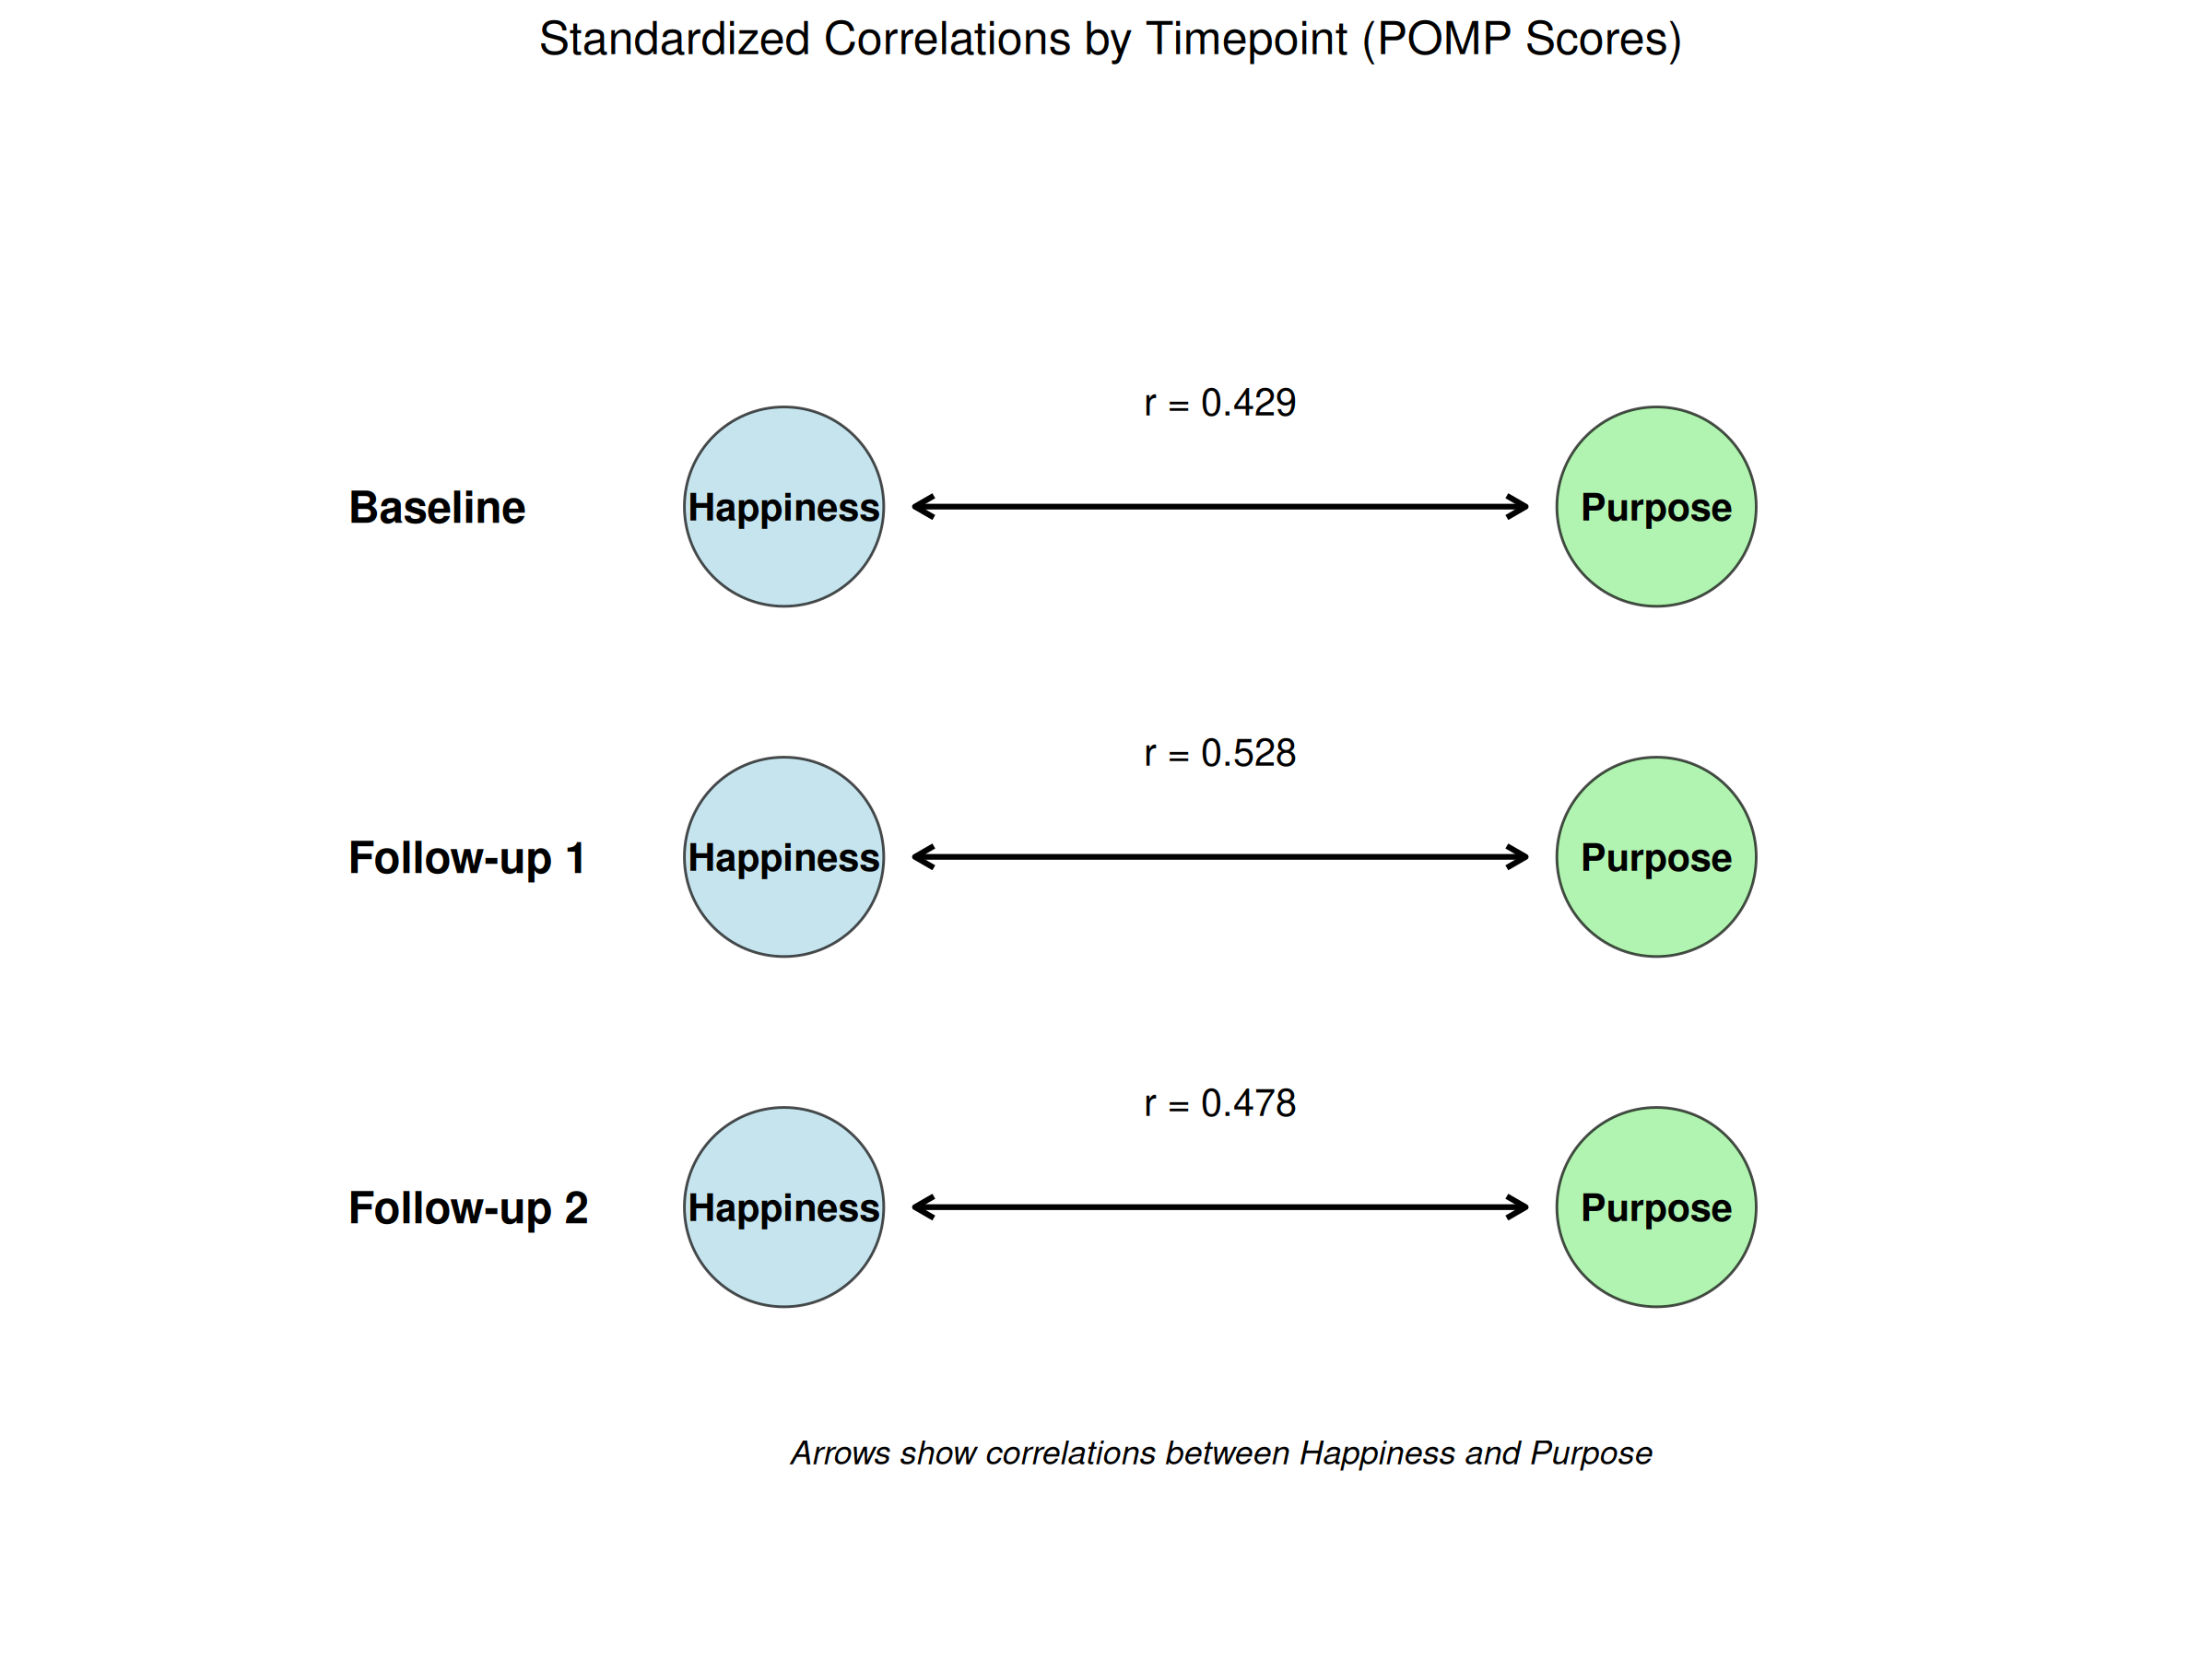 Standardized Correlations by Timepoint (POMP Scores)
r = 0.429
Baseline Happiness Purpose
r = 0.528
Follow-up 1 Happiness Purpose
r = 0.478
Follow-up 2 Happiness Purpose
Arrows show correlations between Happiness and Purpose